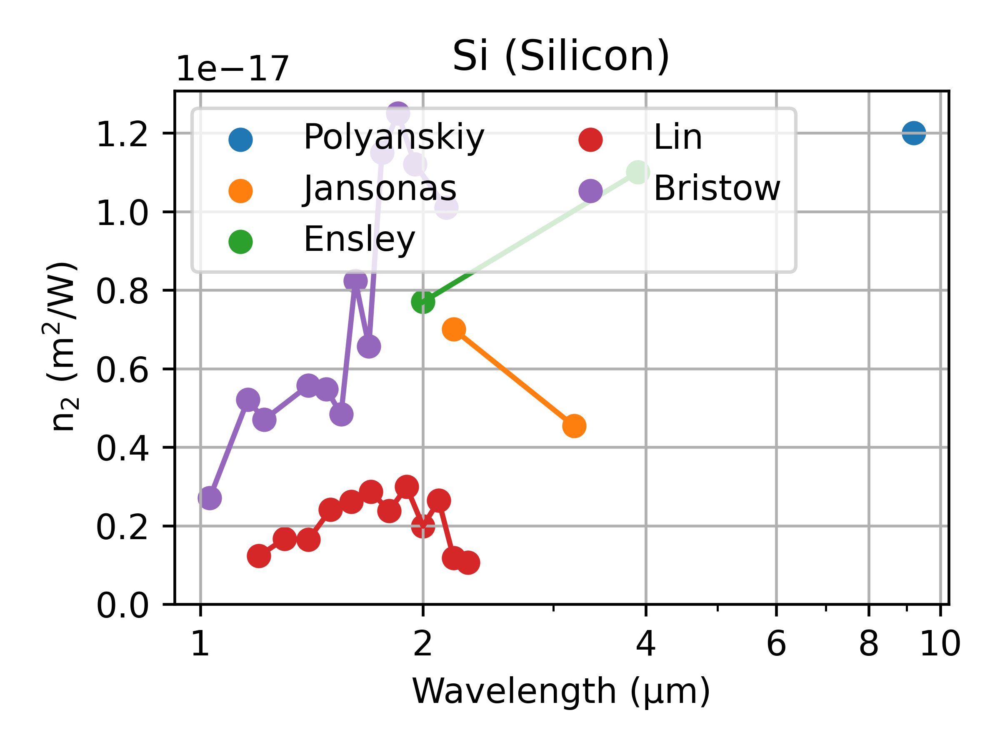 Si (Silicon)
1e−17
1.2
1.0
0.8
0.6
0.4
0.2
0.0
n₂ (m²/W)
Polyanskiy
Jansonas
Ensley
Lin
Bristow
1 2 4 6 8 10
Wavelength (μm)